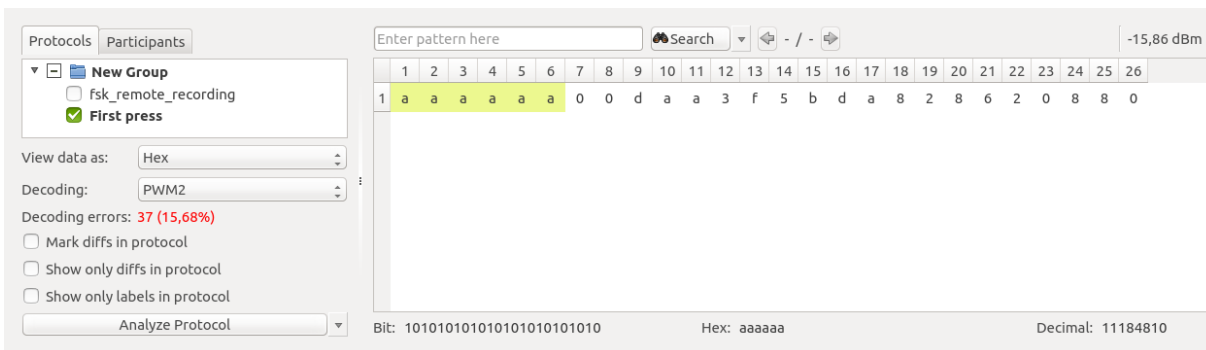 Protocols Participants
New Group
fsk_remote_recording
First press
View data as: Hex
Decoding: PWM2
Decoding errors: 37 (15,68%)
Mark diffs in protocol
Show only diffs in protocol
Show only labels in protocol
Analyze Protocol
Enter pattern here Search - / - -15,86 dBm
1 2 3 4 5 6 7 8 9 10 11 12 13 14 15 16 17 18 19 20 21 22 23 24 25 26
1 a a a a a a 0 0 d a a 3 f 5 b d a 8 2 8 6 2 0 8 8 0
Bit: 101010101010101010101010 Hex: aaaaaa Decimal: 11184810